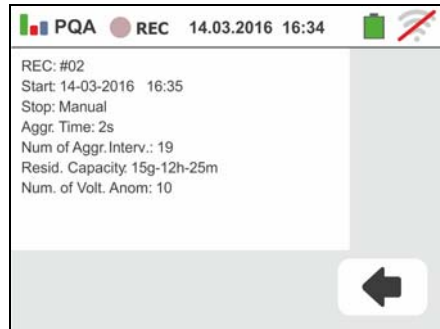 PQA REC 14.03.2016 16:34
REC: #02
Start: 14-03-2016 16:35
Stop: Manual
Aggr. Time: 2s
Num of Aggr.Interv.: 19
Resid. Capacity: 15g-12h-25m
Num. of Volt. Anom: 10